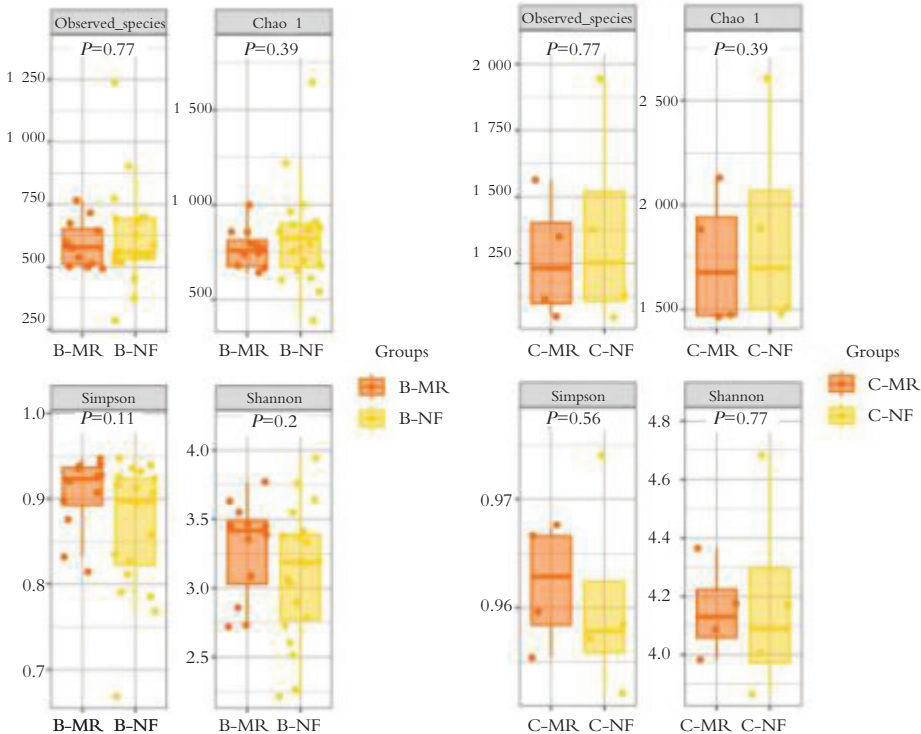 Observed_species
P=0.77
1 250
1 000
750
500
250
B-MR B-NF
Chao 1
P=0.39
1 500
1 000
500
B-MR B-NF
Simpson
P=0.11
1.0
0.9
0.8
0.7
B-MR B-NF
Shannon
P=0.2
4.0
3.5
3.0
2.5
B-MR B-NF
Groups
B-MR
B-NF
Observed_species
P=0.77
2 000
1 750
1 500
1 250
C-MR C-NF
Chao 1
P=0.39
2 500
2 000
1 500
C-MR C-NF
Simpson
P=0.56
0.97
0.96
C-MR C-NF
Shannon
P=0.77
4.8
4.6
4.4
4.2
4.0
C-MR C-NF
Groups
C-MR
C-NF